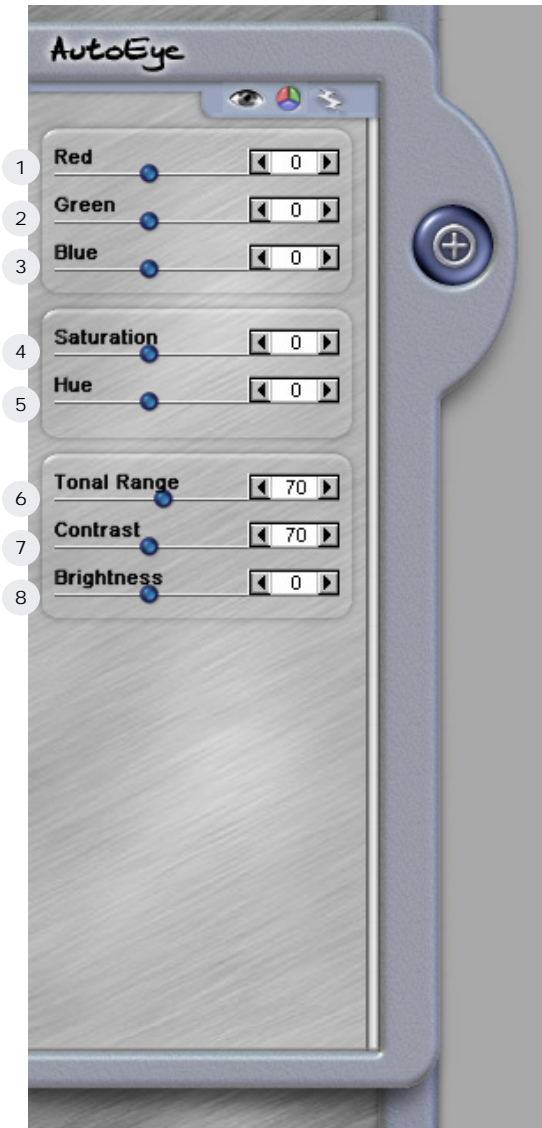 AutoEye
1 Red 0
2 Green 0
3 Blue 0
4 Saturation 0
5 Hue 0
6 Tonal Range 70
7 Contrast 70
8 Brightness 0